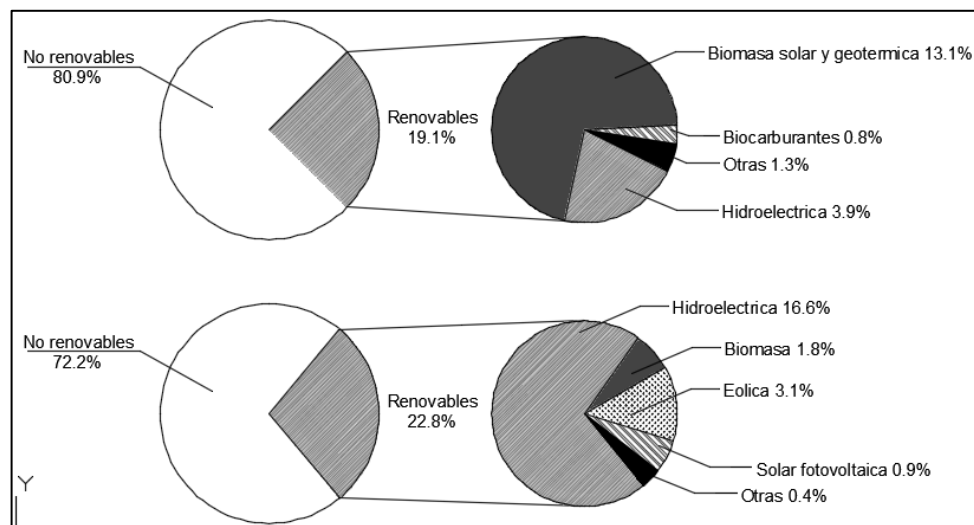 No renovables
80.9%
Renovables
19.1%
Biomasa solar y geotermica 13.1%
Biocarburantes 0.8%
Otras 1.3%
Hidroelectrica 3.9%
No renovables
72.2%
Renovables
22.8%
Hidroelectrica 16.6%
Biomasa 1.8%
Eolica 3.1%
Solar fotovoltaica 0.9%
Otras 0.4%
Y